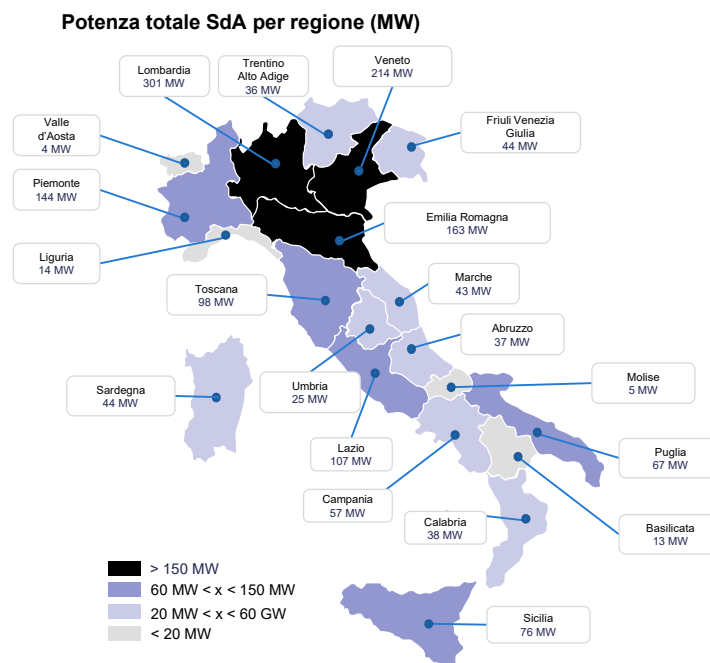 Potenza totale SdA per regione (MW)
Lombardia
301 MW
Trentino
Alto Adige
36 MW
Veneto
214 MW
Valle
d'Aosta
4 MW
Friuli Venezia
Giulia
44 MW
Piemonte
144 MW
Emilia Romagna
163 MW
Liguria
14 MW
Toscana
98 MW
Marche
43 MW
Abruzzo
37 MW
Sardegna
44 MW
Umbria
25 MW
Molise
5 MW
Lazio
107 MW
Puglia
67 MW
Campania
57 MW
Calabria
38 MW
Basilicata
13 MW
> 150 MW
60 MW < x < 150 MW
20 MW < x < 60 GW
< 20 MW
Sicilia
76 MW